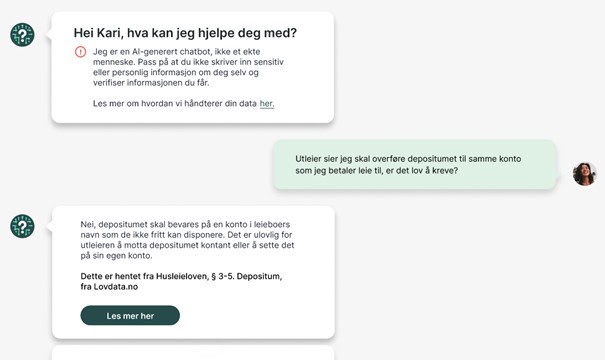 Hei Kari, hva kan jeg hjelpe deg med?
Jeg er en AI-generert chatbot, ikke et ekte
menneske. Pass på at du ikke skriver inn sensitiv
eller personlig informasjon om deg selv og
verifiser informasjonen du får.
Les mer om hvordan vi håndterer din data her.
Utleier sier jeg skal overføre depositumet til samme konto
som jeg betaler leie til, er det lov å kreve?
Nei, depositumet skal bevares på en konto i leieboers
navn som de ikke fritt kan disponere. Det er ulovlig for
utleieren å motta depositumet kontant eller å sette det
på sin egen konto.
Dette er hentet fra Husleieloven, § 3-5. Depositum,
fra Lovdata.no
Les mer her